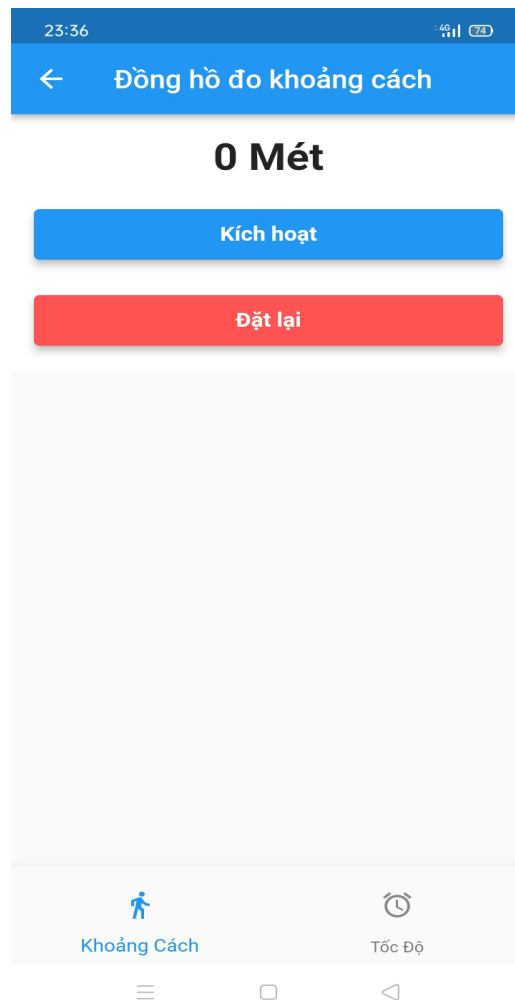 23:36
4G 74
Đồng hồ đo khoảng cách
0 Mét
Kích hoạt
Đặt lại
Khoảng Cách
Tốc Độ